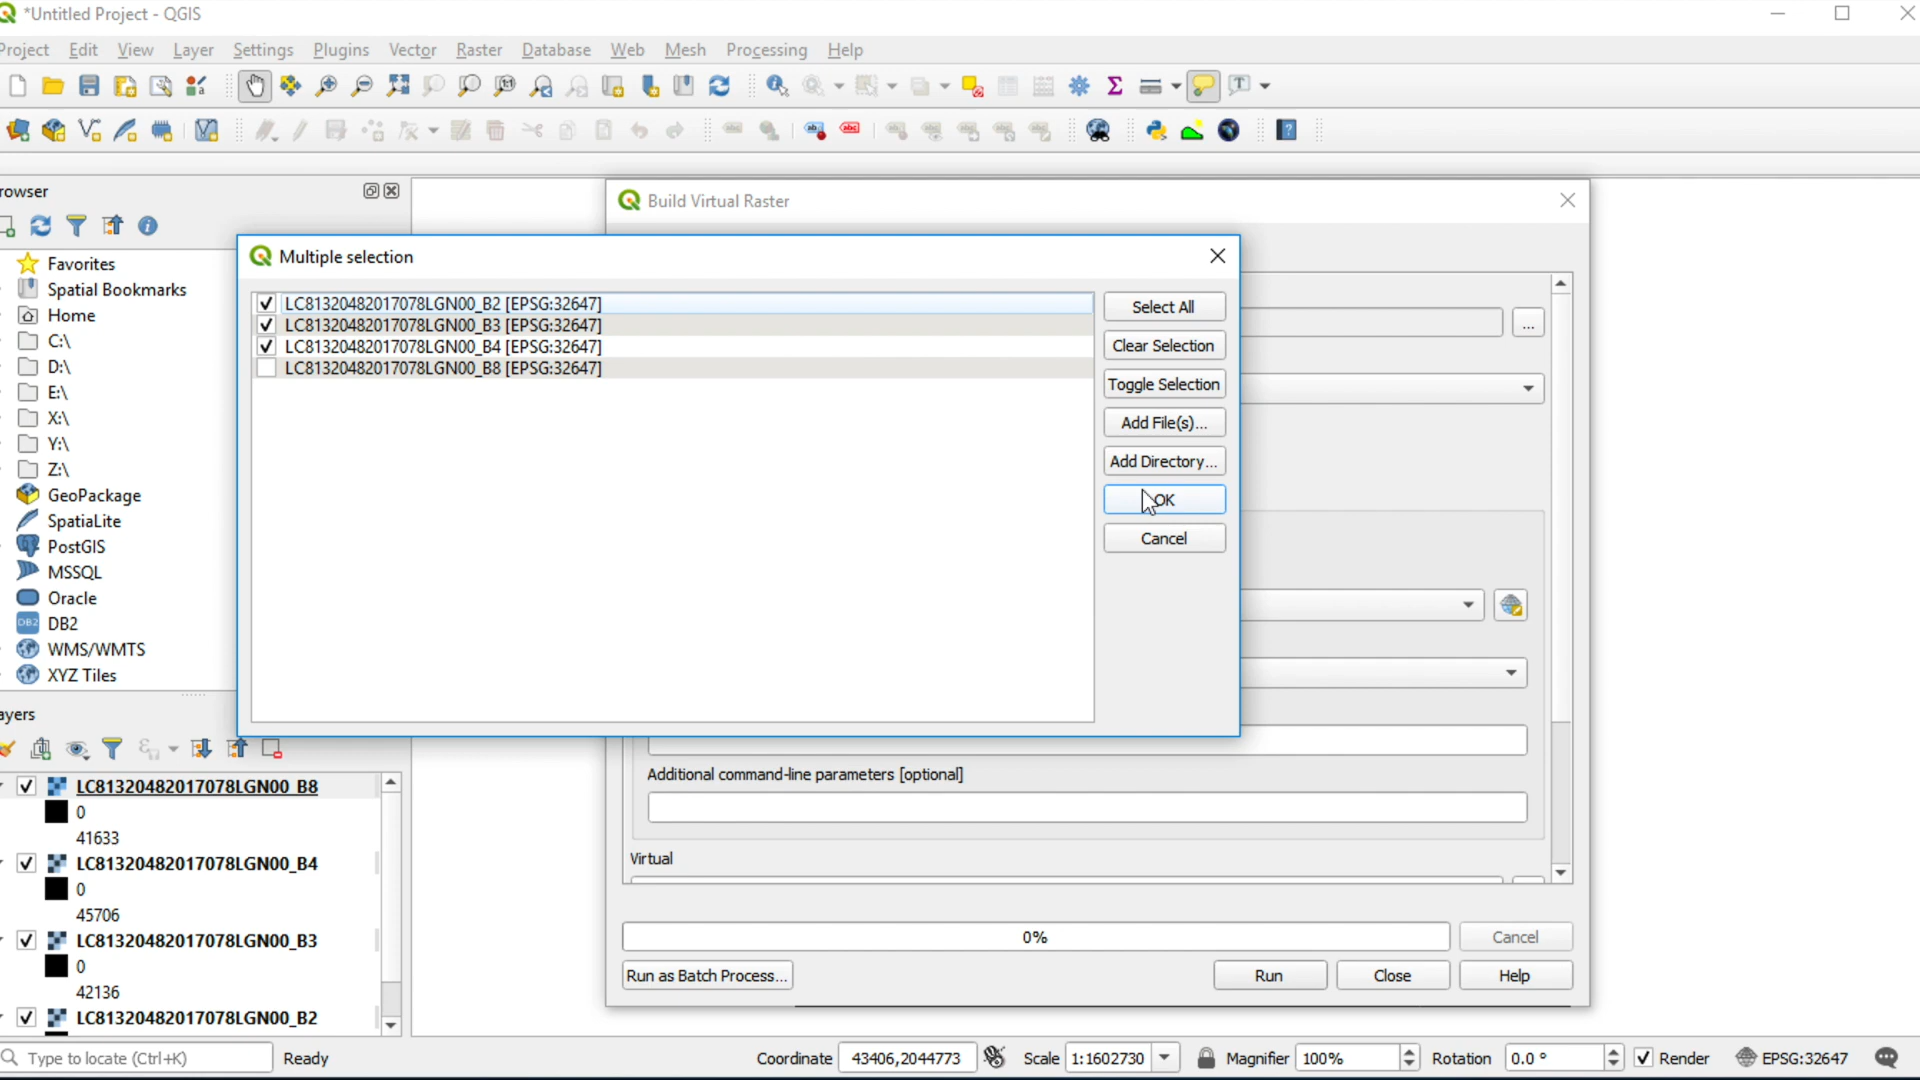 *Untitled Project - QGIS
Project Edit View Layer Settings Plugins Vector Raster Database Web Mesh Processing Help
rowser
Favorites
Spatial Bookmarks
Home
C:\
D:\
E:\
X:\
Y:\
Z:\
GeoPackage
SpatiaLite
PostGIS
MSSQL
Oracle
DB2
WMS/WMTS
XYZ Tiles
Build Virtual Raster
Multiple selection
LC81320482017078LGN00_B2 [EPSG:32647]
LC81320482017078LGN00_B3 [EPSG:32647]
LC81320482017078LGN00_B4 [EPSG:32647]
LC81320482017078LGN00_B8 [EPSG:32647]
Select All
Clear Selection
Toggle Selection
Add File(s)...
Add Directory...
OK
Cancel
...
Additional command-line parameters [optional]
Virtual
0%
Cancel
Run as Batch Process...
Run
Close
Help
ayers
LC81320482017078LGN00_B8
0
41633
LC81320482017078LGN00_B4
0
45706
LC81320482017078LGN00_B3
0
42136
LC81320482017078LGN00_B2
Type to locate (Ctrl+K)
Ready
Coordinate 43406,2044773
Scale 1:1602730
Magnifier 100%
Rotation 0.0 °
Render
EPSG:32647